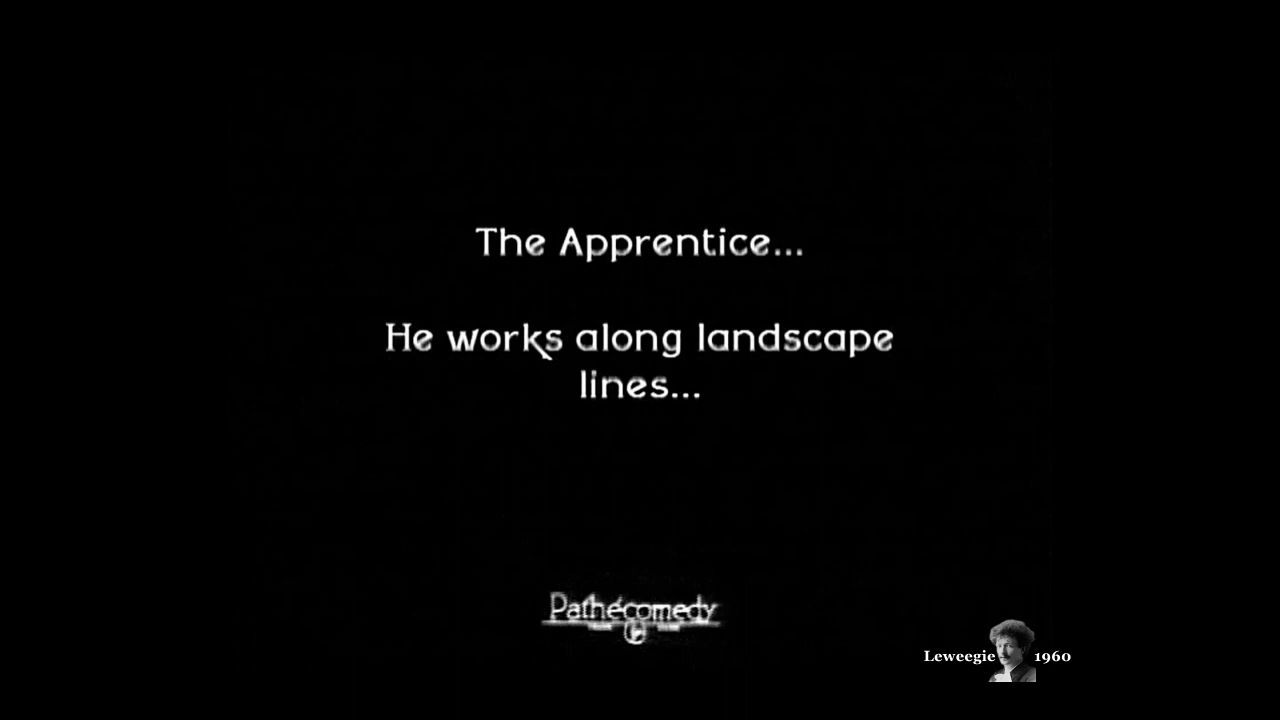 The Apprentice...
He works along landscape
lines...
Pathécomedy
Leweegie 1960